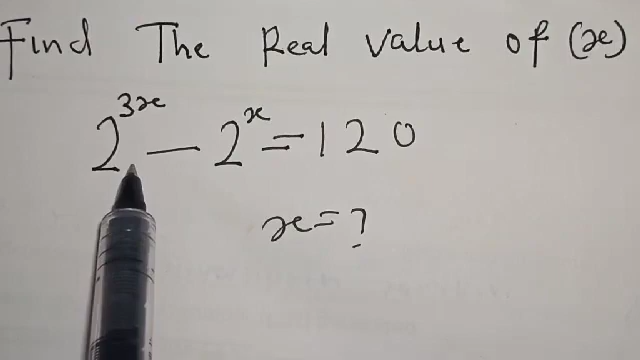 Find The Real value of (x)
2^{3x} — 2^x = 120
x = ?